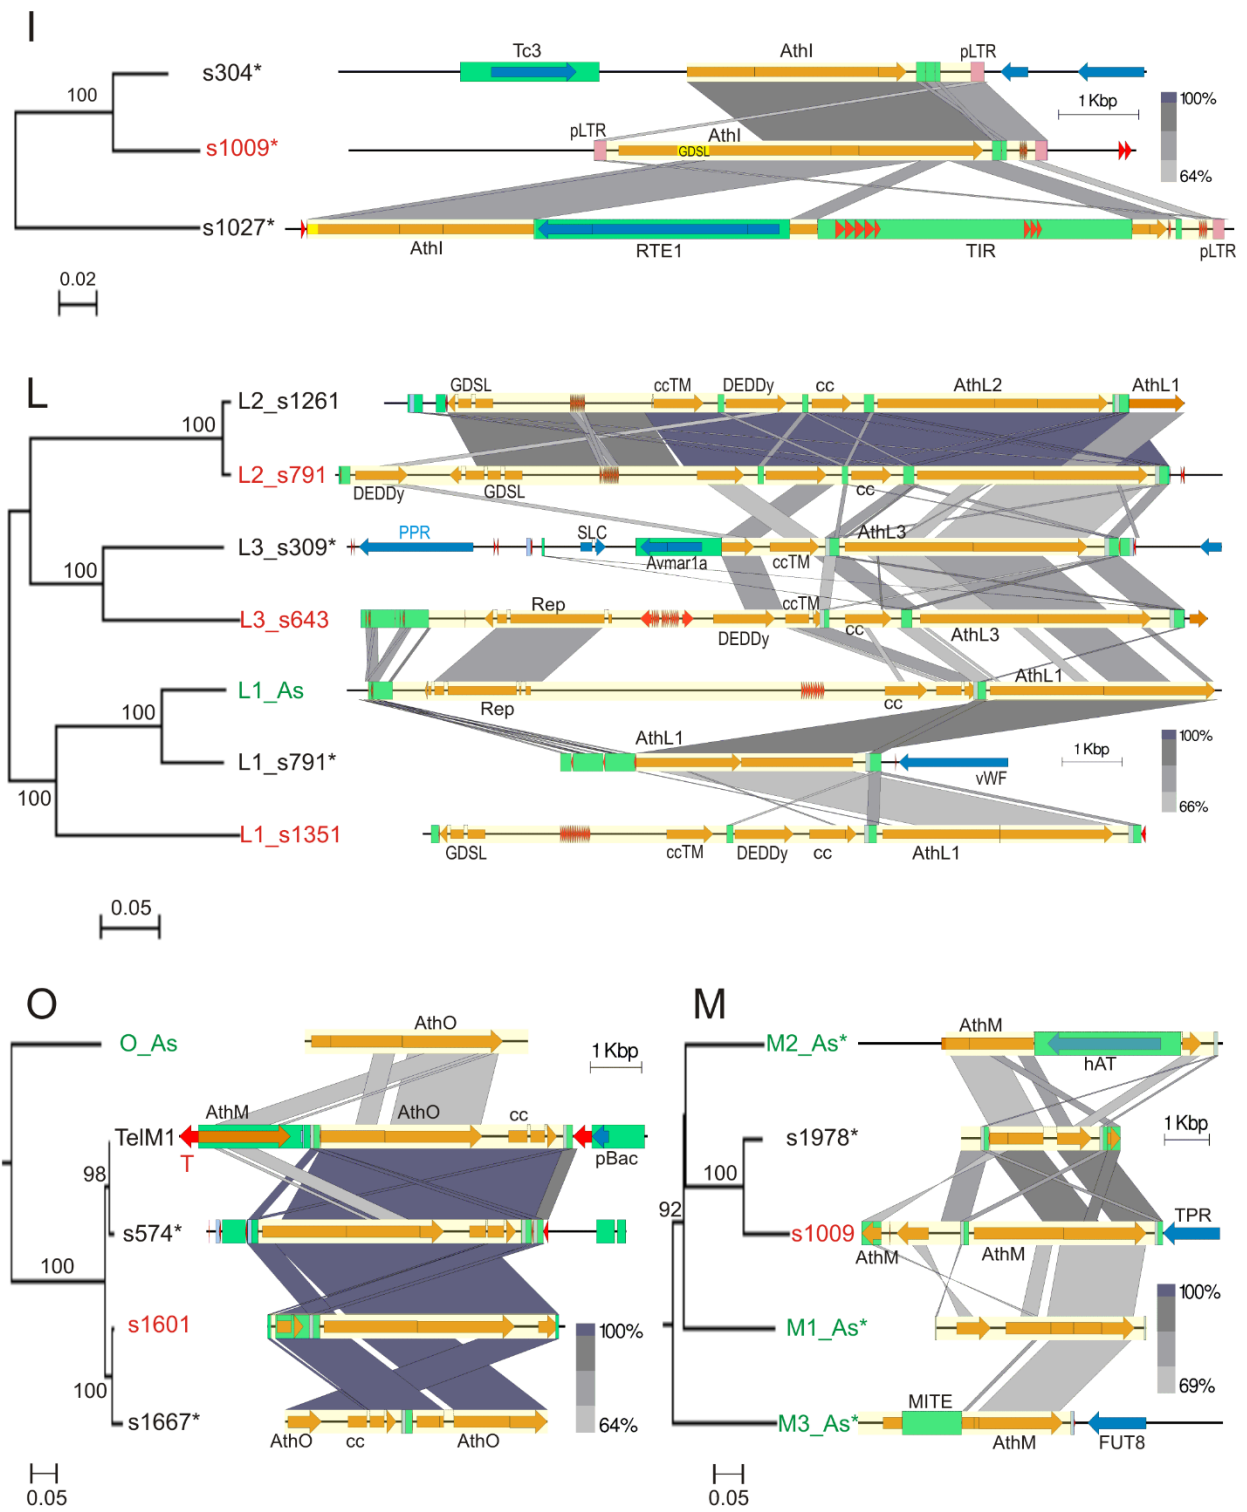 I
Tc3
AthI
pLTR
s304*
100
1 Kbp
100%
pLTR
AthI
s1009*
GDSL
64%
s1027*
AthI
RTE1
TIR
pLTR
0.02
L
GDSL
ccTM
DEDDy
cc
AthL2
AthL1
L2_s1261
100
L2_s791
DEDDy
GDSL
cc
PPR
SLC
AthL3
L3_s309*
Avmar1a
ccTM
100
Rep
ccTM
L3_s643
DEDDy
cc
AthL3
L1_As
AthL1
cc
Rep
100
AthL1
100%
1 Kbp
L1_s791*
vWF
100
66%
L1_s1351
GDSL
ccTM
DEDDy
cc
AthL1
0.05
O
AthO
O_As
1 Kbp
AthM
AthO
cc
TelM1
T
pBac
98
s574*
100
s1601
100%
100
s1667*
64%
AthO
cc
AthO
0.05
M
AthM
M2_As*
hAT
s1978*
1 Kbp
100
92
s1009
TPR
AthM
AthM
100%
M1_As*
69%
MITE
M3_As*
AthM
FUT8
0.05